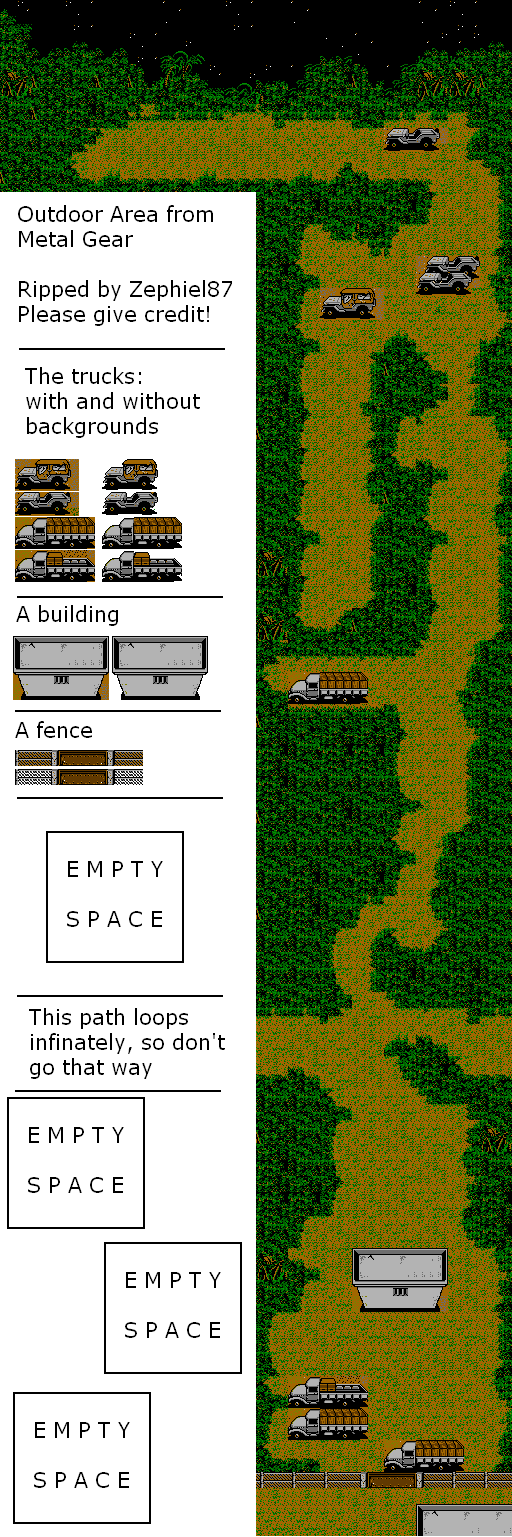 Outdoor Area from
Metal Gear
Ripped by Zephiel87
Please give credit!
The trucks:
with and without
backgrounds
A building
A fence
EMPTY
SPACE
This path loops
infinately, so don't
go that way
EMPTY
SPACE
EMPTY
SPACE
EMPTY
SPACE